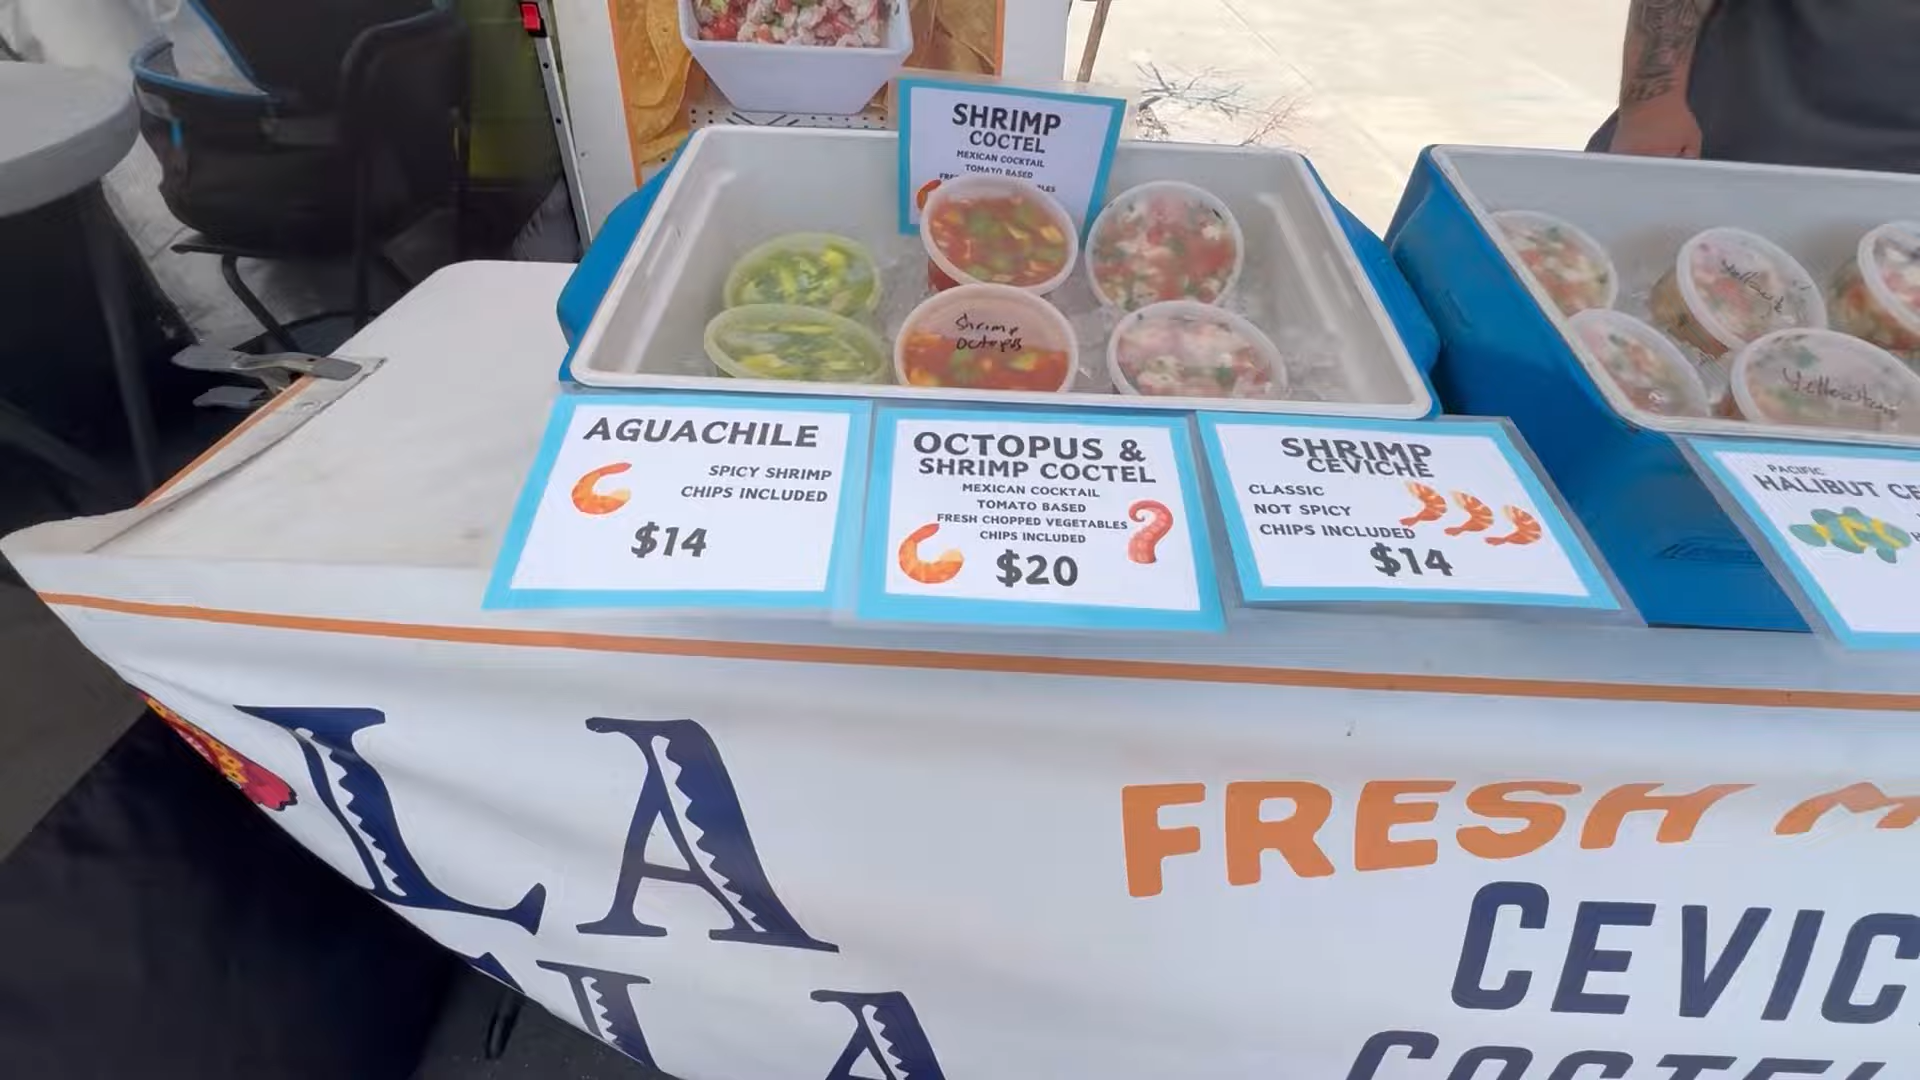 SHRIMP
COCTEL
MEXICAN COCKTAIL
TOMATO BASED
Shrimp
Octopus
AGUACHILE
SPICY SHRIMP
CHIPS INCLUDED
$14
OCTOPUS &
SHRIMP COCTEL
MEXICAN COCKTAIL
TOMATO BASED
FRESH CHOPPED VEGETABLES
CHIPS INCLUDED
$20
SHRIMP
CEVICHE
CLASSIC
NOT SPICY
CHIPS INCLUDED
$14
PACIFIC
HALIBUT CE
LA
FRESH M
CEVIC
COCTEL